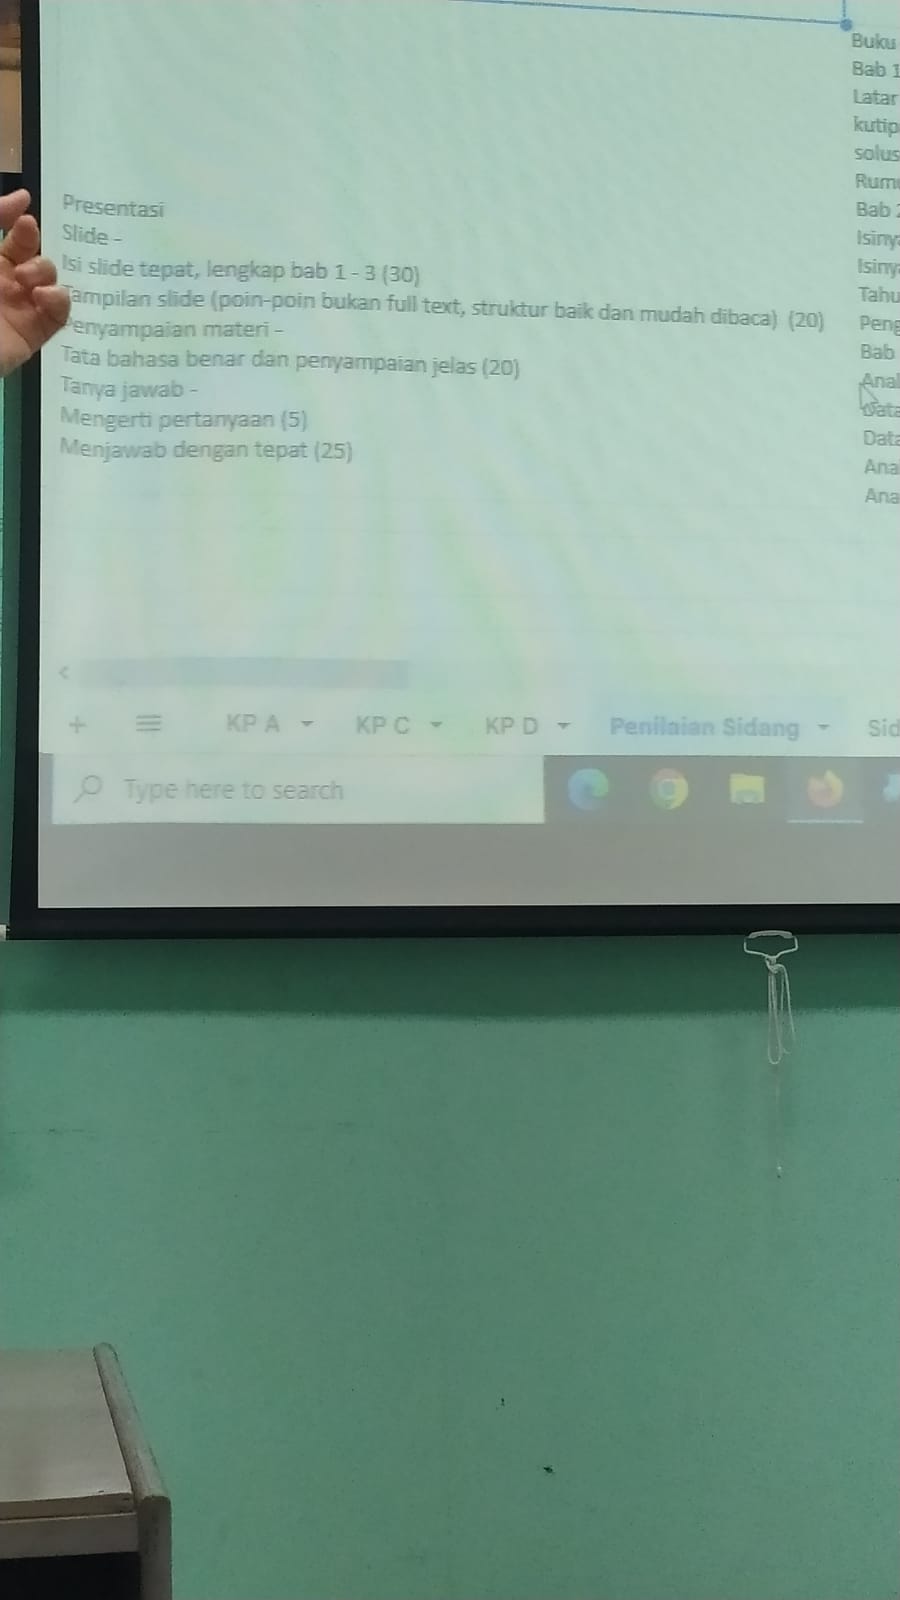 Presentasi
Slide -
Isi slide tepat, lengkap bab 1 - 3 (30)
Tampilan slide (poin-poin bukan full text, struktur baik dan mudah dibaca) (20)
Penyampaian materi -
Tata bahasa benar dan penyampaian jelas (20)
Tanya jawab -
Mengerti pertanyaan (5)
Menjawab dengan tepat (25)
Buku
Bab 1
Latar
kutip
solus
Rum
Bab 2
Isiny
Isiny
Tahu
Peng
Bab
Anal
Data
Data
Ana
Ana
KP A
KP C
KP D
Penilaian Sidang
Sid
Type here to search